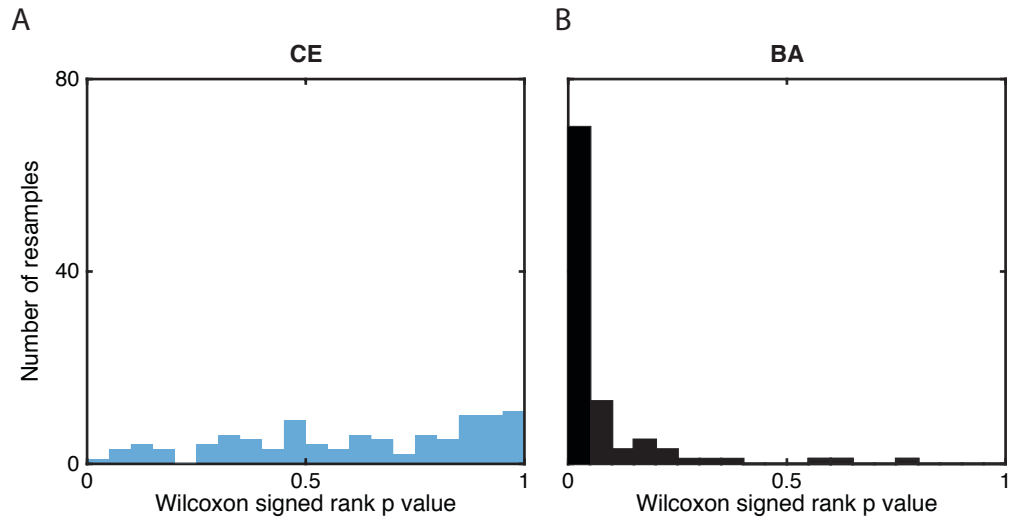 A
B
CE
BA
80
40
0
Number of resamples
0
0.5
1
Wilcoxon signed rank p value
0
0.5
1
Wilcoxon signed rank p value